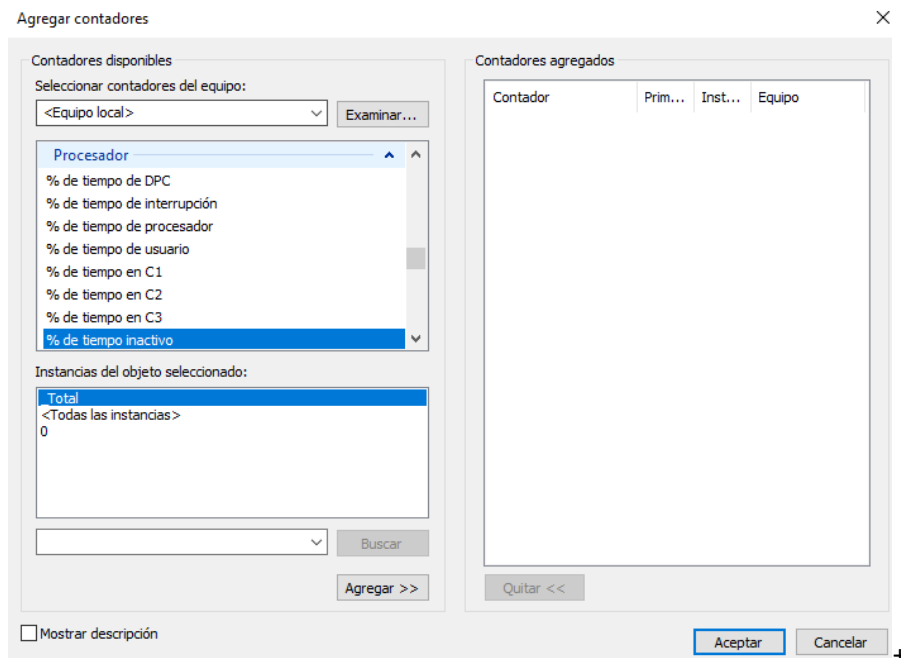 Agregar contadores
Contadores disponibles
Seleccionar contadores del equipo:
<Equipo local>
Examinar...
Procesador
% de tiempo de DPC
% de tiempo de interrupción
% de tiempo de procesador
% de tiempo de usuario
% de tiempo en C1
% de tiempo en C2
% de tiempo en C3
% de tiempo inactivo
Instancias del objeto seleccionado:
_Total
<Todas las instancias>
0
Buscar
Agregar >>
Mostrar descripción
Contadores agregados
Contador Prim... Inst... Equipo
Quitar <<
Aceptar Cancelar